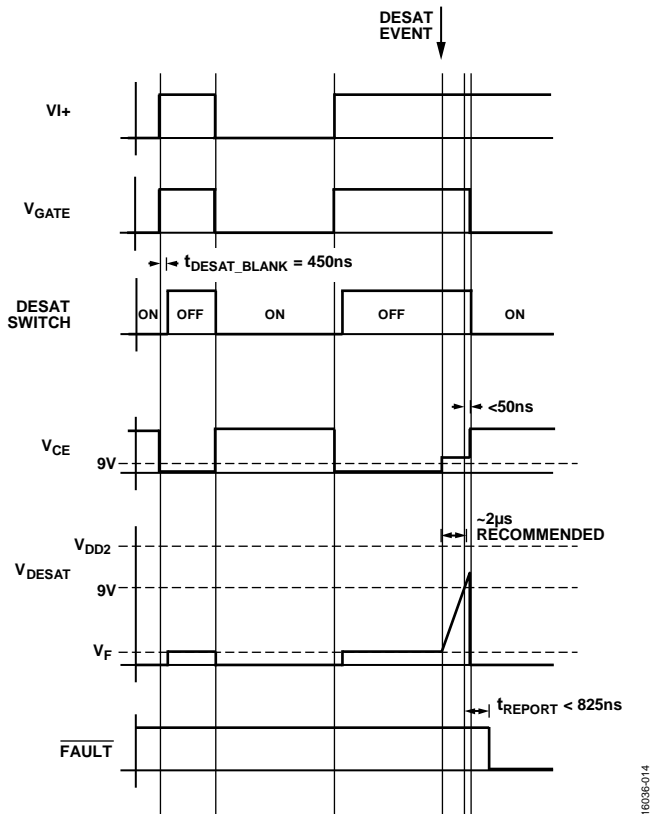 DESAT
EVENT
VI+
VGATE
tDESAT_BLANK = 450ns
DESAT
SWITCH
ON
OFF
ON
OFF
ON
<50ns
VCE
9V
~2µs
RECOMMENDED
VDD2
VDESAT
9V
VF
tREPORT < 825ns
FAULT
16036-014